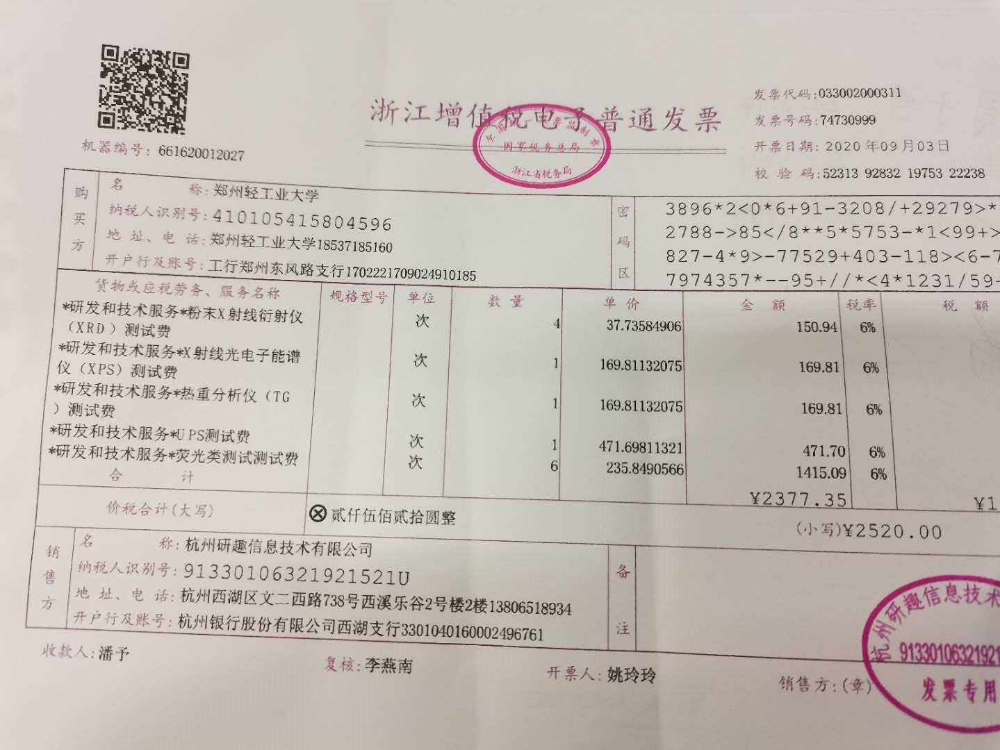 浙江增值税电子普通发票
国家税务总局
浙江省税务局
发票代码:033002000311
发票号码:74730999
开票日期: 2020年09月03日
校 验 码:52313 92832 19753 22238
机器编号: 661620012027
购买方
名 称: 郑州轻工业大学
纳税人识别号: 410105415804596
地 址、电 话: 郑州轻工业大学18537185160
开户行及账号: 工行郑州东风路支行1702221709024910185
密码区
3896*2<0*6+91-3208/+29279>*
2788->85</8**5*5753-*1<99+>
827-4*9>-77529+403-118><6-7
7974357*--95+//*<4*1231/59+
货物或应税劳务、服务名称 规格型号 单位 数 量 单 价 金 额 税率 税 额
*研发和技术服务*粉末X射线衍射仪 次 4 37.73584906 150.94 6%
（XRD）测试费
*研发和技术服务*X射线光电子能谱 次 1 169.81132075 169.81 6%
仪（XPS）测试费
*研发和技术服务*热重分析仪（TG 次 1 169.81132075 169.81 6%
）测试费
*研发和技术服务*UPS测试费 次 1 471.69811321 471.70 6%
*研发和技术服务*荧光类测试测试费 次 6 235.8490566 1415.09 6%
合 计 ¥2377.35 ¥1
价税合计(大写) ⊗贰仟伍佰贰拾圆整 (小写)¥2520.00
销售方
名 称: 杭州研趣信息技术有限公司
纳税人识别号: 91330106321921521U
地 址、电 话: 杭州西湖区文二西路738号西溪乐谷2号楼2楼13806518934
开户行及账号: 杭州银行股份有限公司西湖支行3301040160002496761
备注
杭州研趣信息技术
9133010632192
发票专用
收款人: 潘予 复核: 李燕南 开票人: 姚玲玲 销售方: (章)